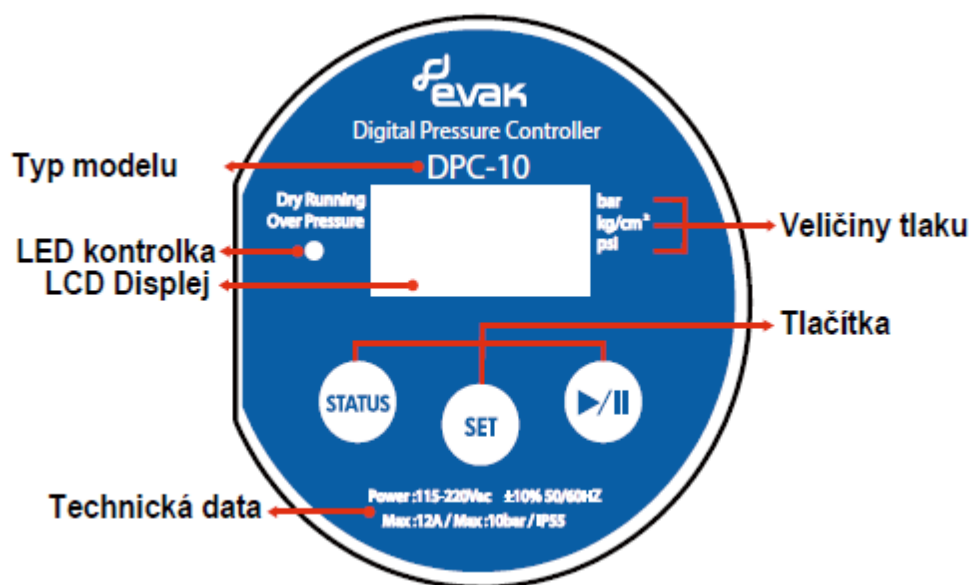 evak
Digital Pressure Controller
Typ modelu
DPC-10
Dry Running
Over Pressure
bar
kg/cm²
psi
Veličiny tlaku
LED kontrolka
LCD Displej
Tlačítka
STATUS
SET
▶/II
Technická data
Power :115-220Vac ±10% 50/60HZ
Max :12A / Max :10bar / IP55